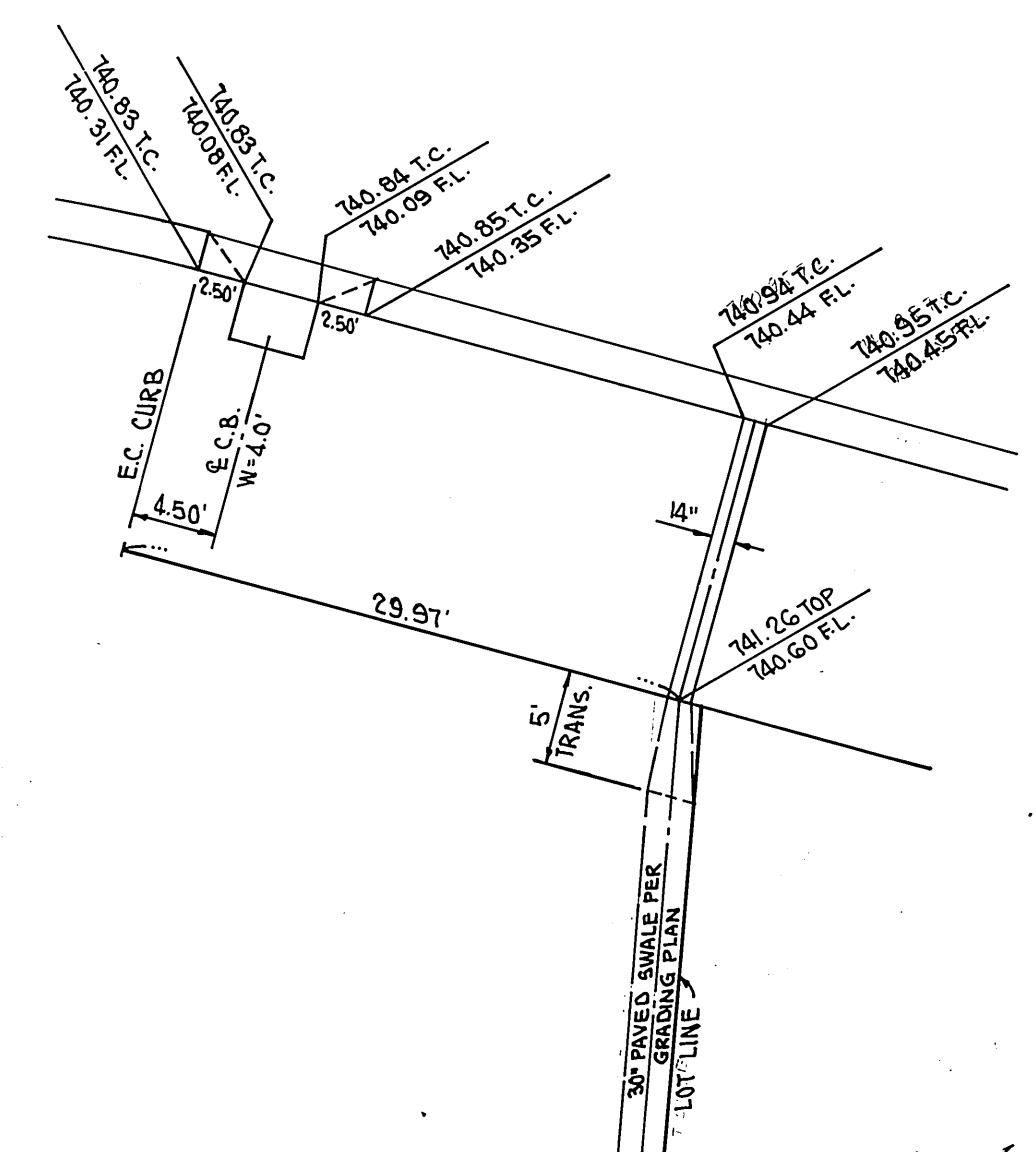 740.83 T.C.
740.31 F.L.
740.83 T.C.
740.08 F.L.
740.84 T.C.
740.09 F.L.
740.85 T.C.
740.35 F.L.
740.94 T.C.
740.44 F.L.
740.95 T.C.
740.45 F.L.
2.50'
2.50'
E.C. CURB
℄ C.B.
W=4.0'
4.50'
14"
29.97'
741.26 TOP
740.60 F.L.
5'
TRANS.
30" PAVED SWALE PER
GRADING PLAN
LOT LINE